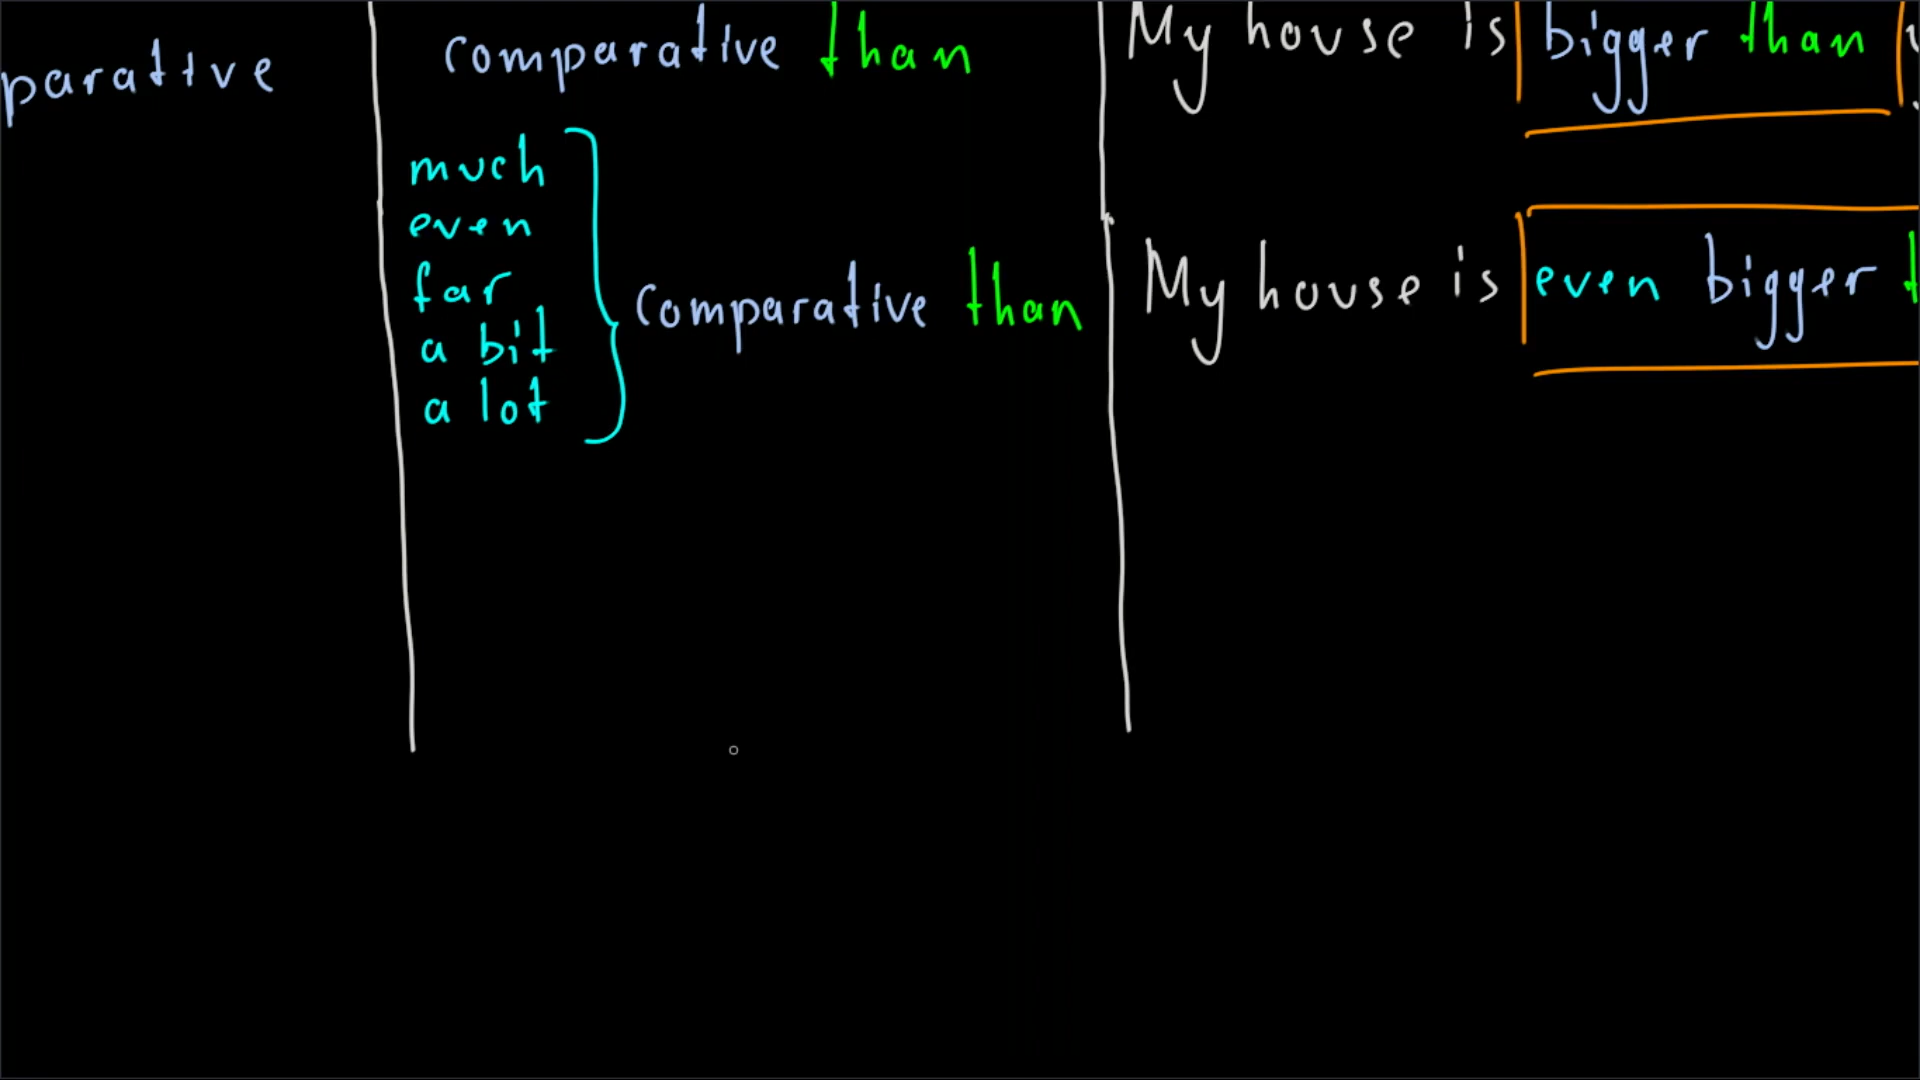 parative
comparative than
My house is bigger than
much
even
far
a bit
a lot
comparative than
My house is even bigger